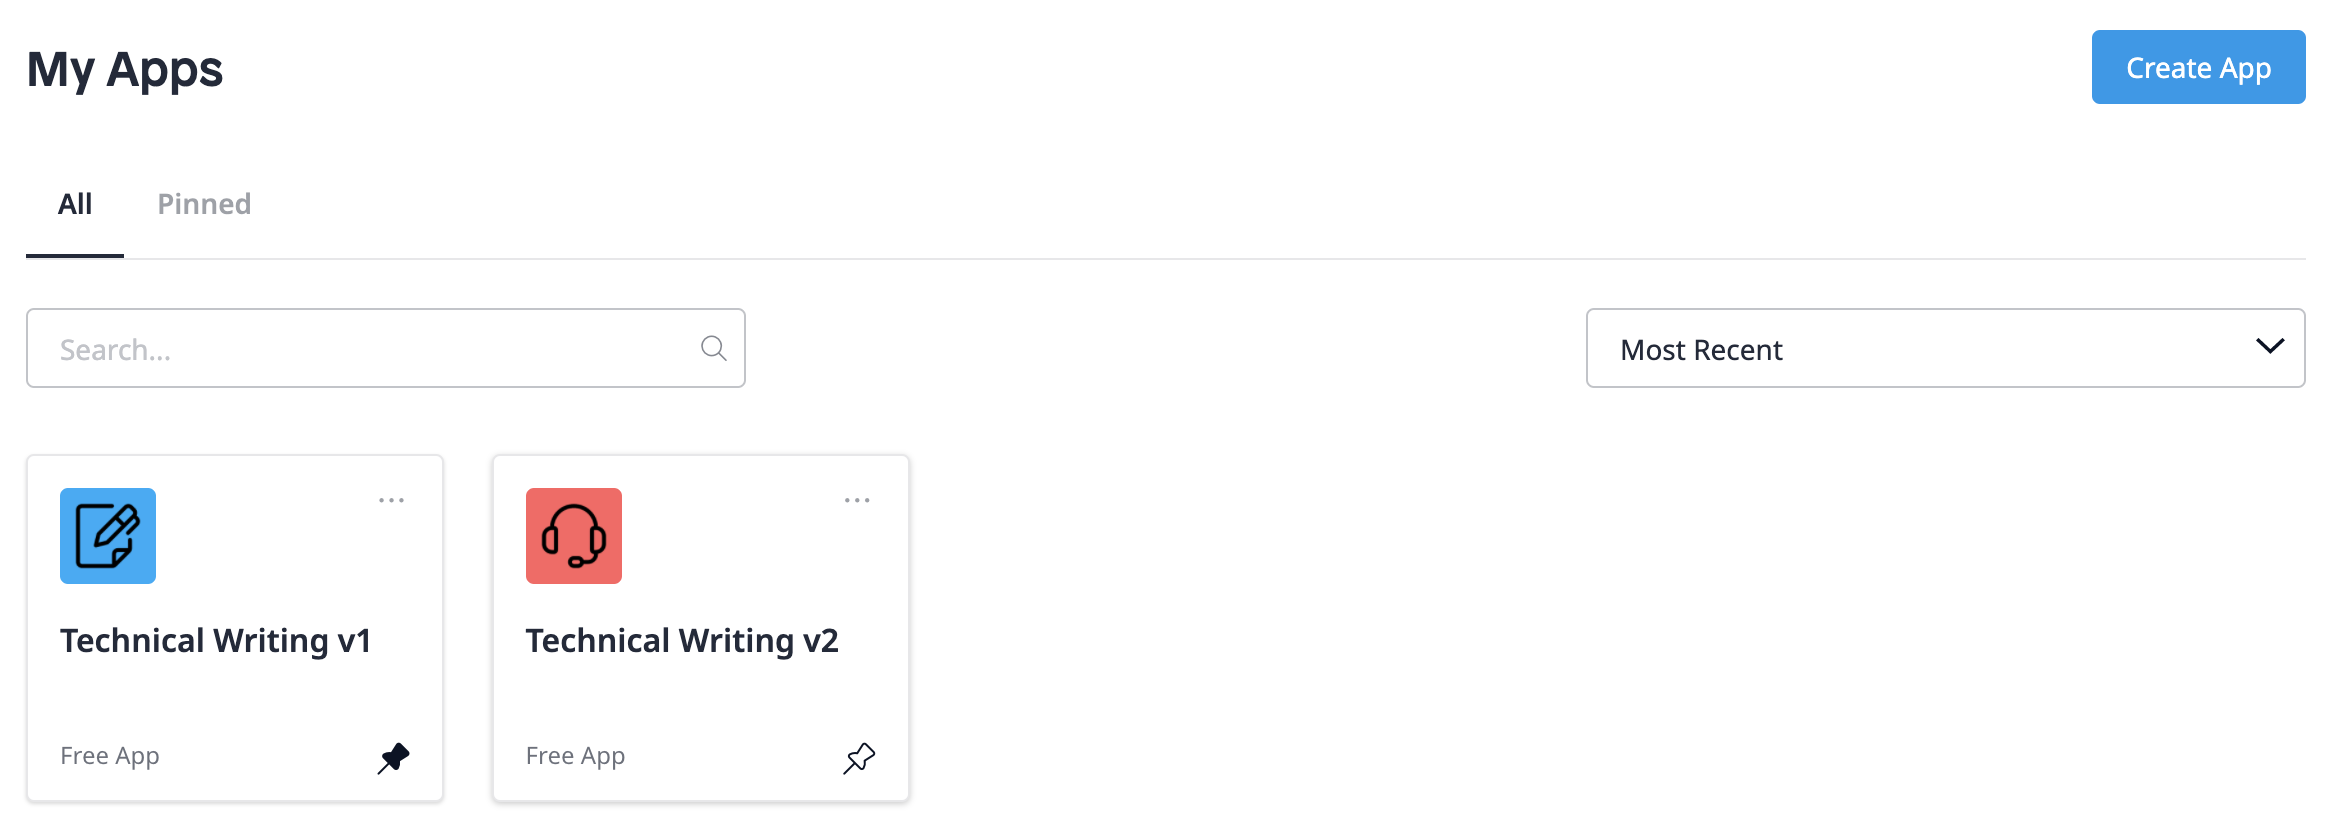 My Apps
Create App
All Pinned
Search...
Most Recent
Technical Writing v1
Free App
Technical Writing v2
Free App